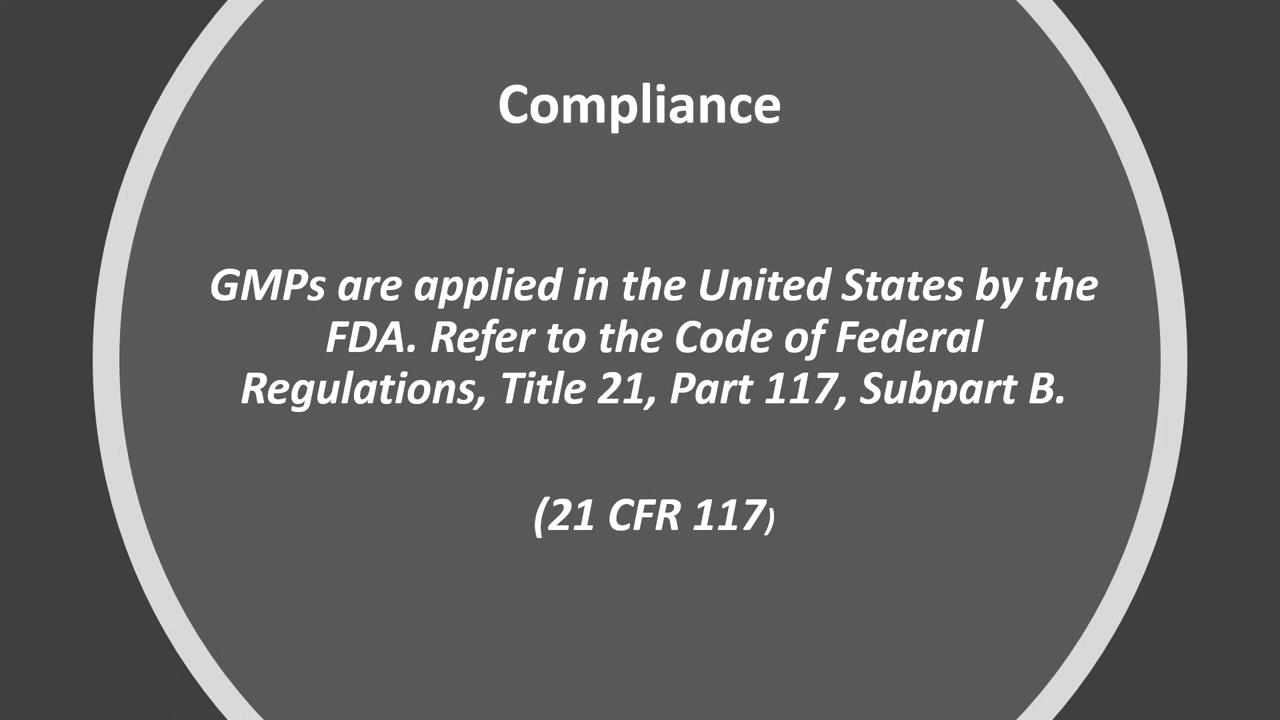 Compliance
GMPs are applied in the United States by the
FDA. Refer to the Code of Federal
Regulations, Title 21, Part 117, Subpart B.
(21 CFR 117)